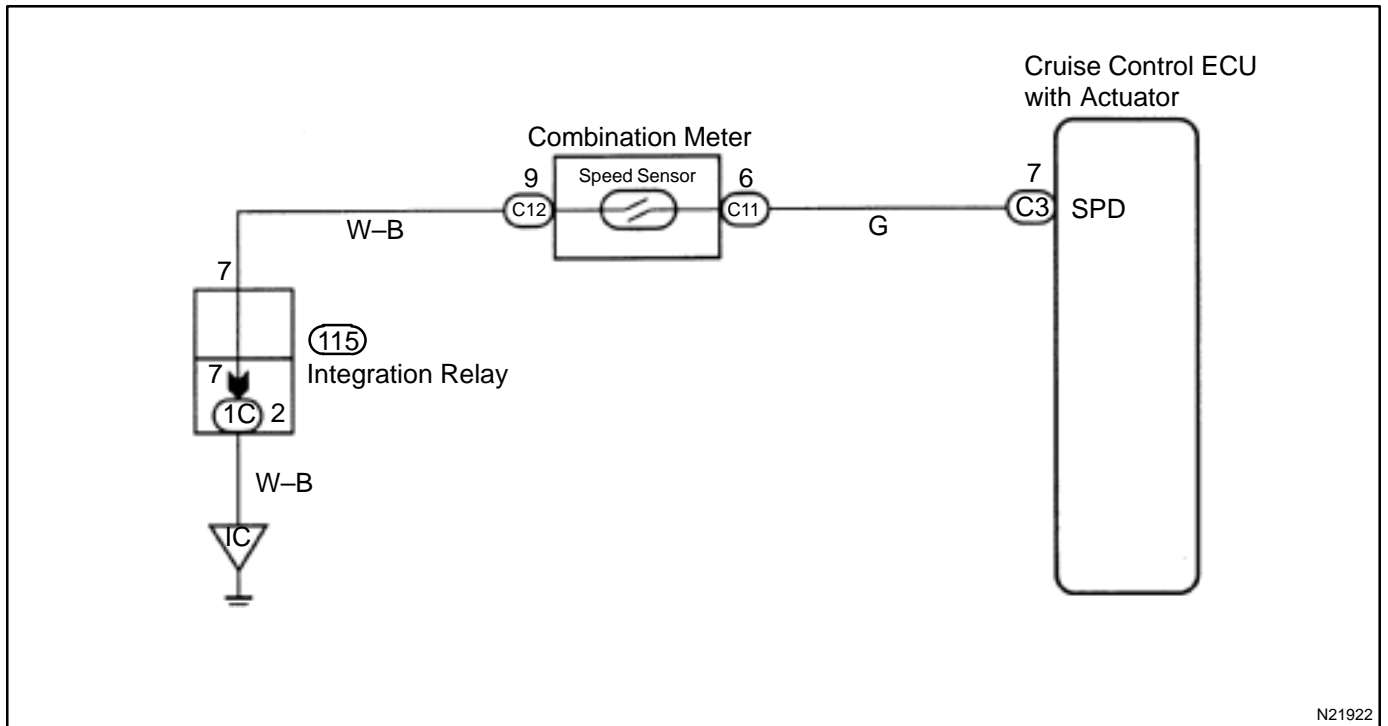 Cruise Control ECU
with Actuator
Combination Meter
9
Speed Sensor
6
7
C12
C11
C3
SPD
W–B
G
7
115
Integration Relay
7
1C
2
W–B
IC
N21922